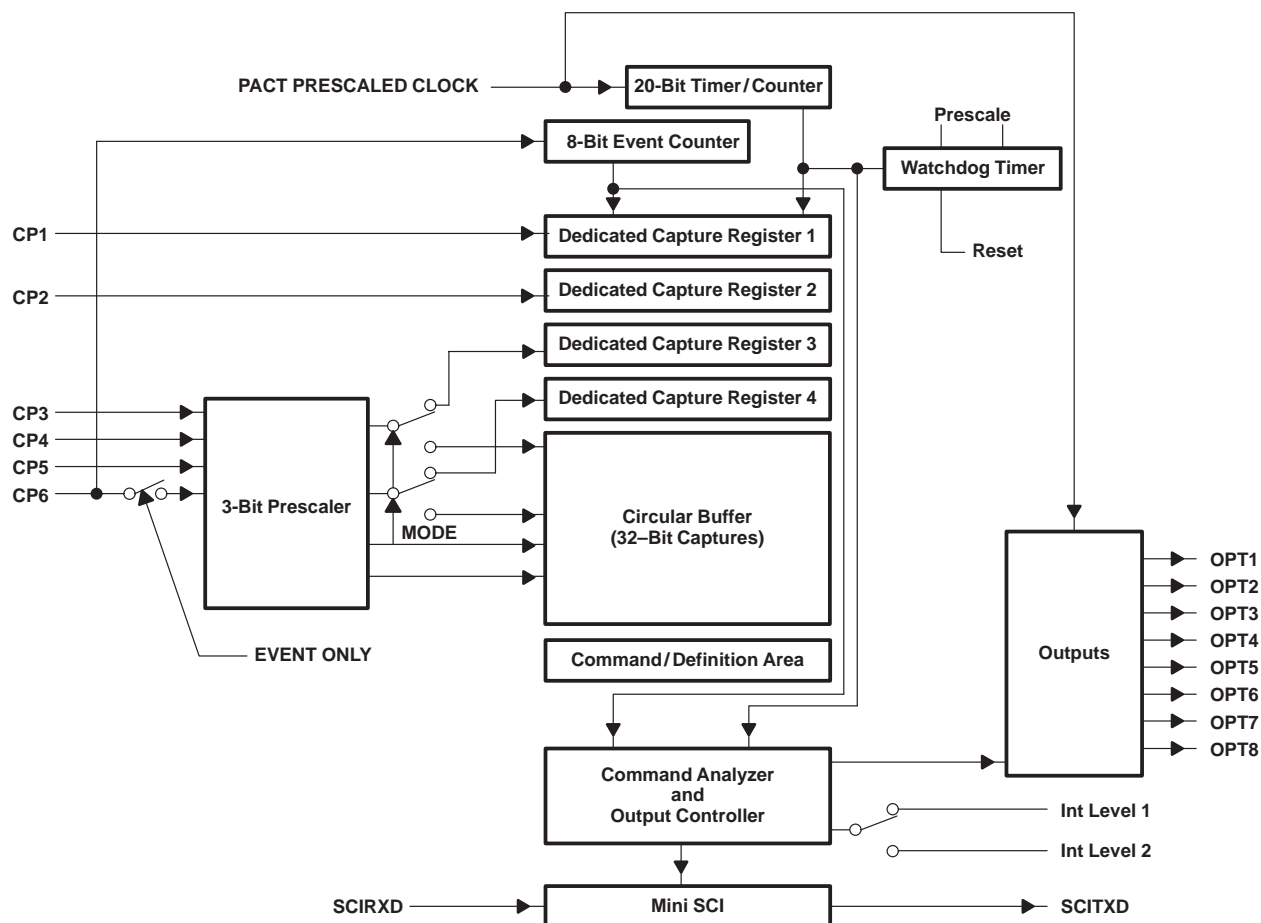 PACT PRESCALED CLOCK
20-Bit Timer/Counter
Prescale
8-Bit Event Counter
Watchdog Timer
CP1
Dedicated Capture Register 1
Reset
CP2
Dedicated Capture Register 2
Dedicated Capture Register 3
Dedicated Capture Register 4
CP3
CP4
CP5
CP6
3-Bit Prescaler
MODE
Circular Buffer
(32–Bit Captures)
EVENT ONLY
Command/Definition Area
Outputs
OPT1
OPT2
OPT3
OPT4
OPT5
OPT6
OPT7
OPT8
Command Analyzer
and
Output Controller
Int Level 1
Int Level 2
SCIRXD
Mini SCI
SCITXD